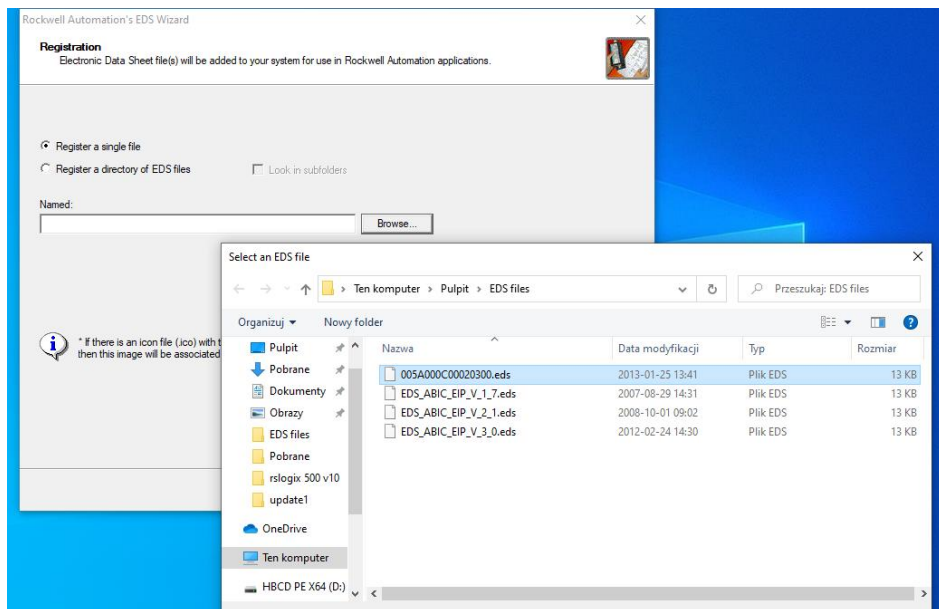 Rockwell Automation's EDS Wizard
Registration
Electronic Data Sheet file(s) will be added to your system for use in Rockwell Automation applications.
Register a single file
Register a directory of EDS files
Look in subfolders
Named:
Browse...
* If there is an icon file (.ico) with t
then this image will be associated
Select an EDS file
Ten komputer > Pulpit > EDS files
Przeszukaj: EDS files
Organizuj
Nowy folder
Nazwa
Data modyfikacji
Typ
Rozmiar
Pulpit
Pobrane
Dokumenty
Obrazy
EDS files
Pobrane
rslogix 500 v10
update1
OneDrive
Ten komputer
HBCD PE X64 (D:)
005A000C00020300.eds 2013-01-25 13:41 Plik EDS 13 KB
EDS_ABIC_EIP_V_1_7.eds 2007-08-29 14:31 Plik EDS 13 KB
EDS_ABIC_EIP_V_2_1.eds 2008-10-01 09:02 Plik EDS 13 KB
EDS_ABIC_EIP_V_3_0.eds 2012-02-24 14:30 Plik EDS 13 KB